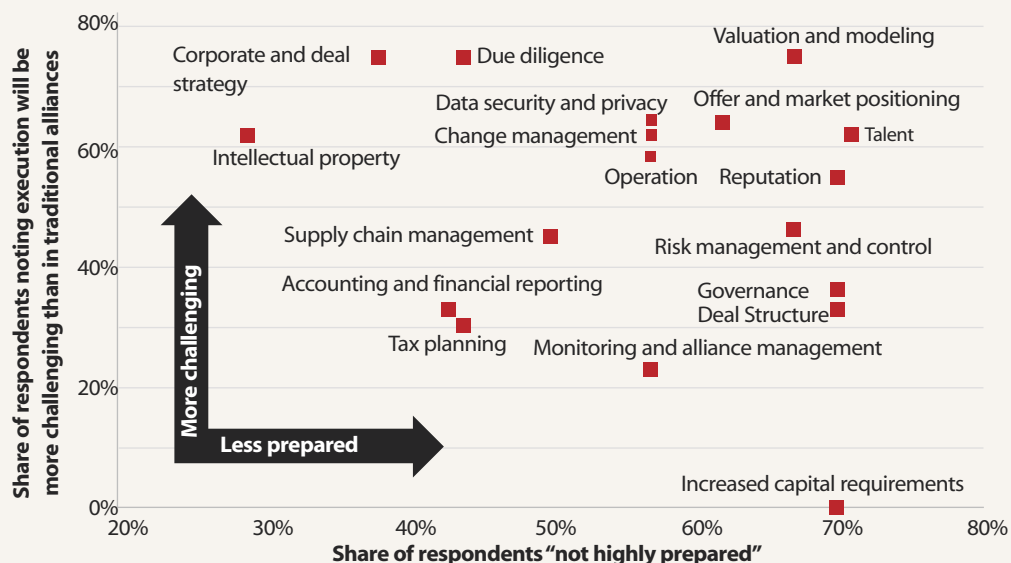 Share of respondents noting execution will be
more challenging than in traditional alliances
80%
60%
40%
20%
0%
Corporate and deal
strategy
Due diligence
Valuation and modeling
Data security and privacy
Offer and market positioning
Change management
Talent
Intellectual property
Operation
Reputation
Supply chain management
Risk management and control
Accounting and financial reporting
Governance
Deal Structure
Tax planning
Monitoring and alliance management
More challenging
Less prepared
Increased capital requirements
20%
30%
40%
50%
60%
70%
80%
Share of respondents “not highly prepared”